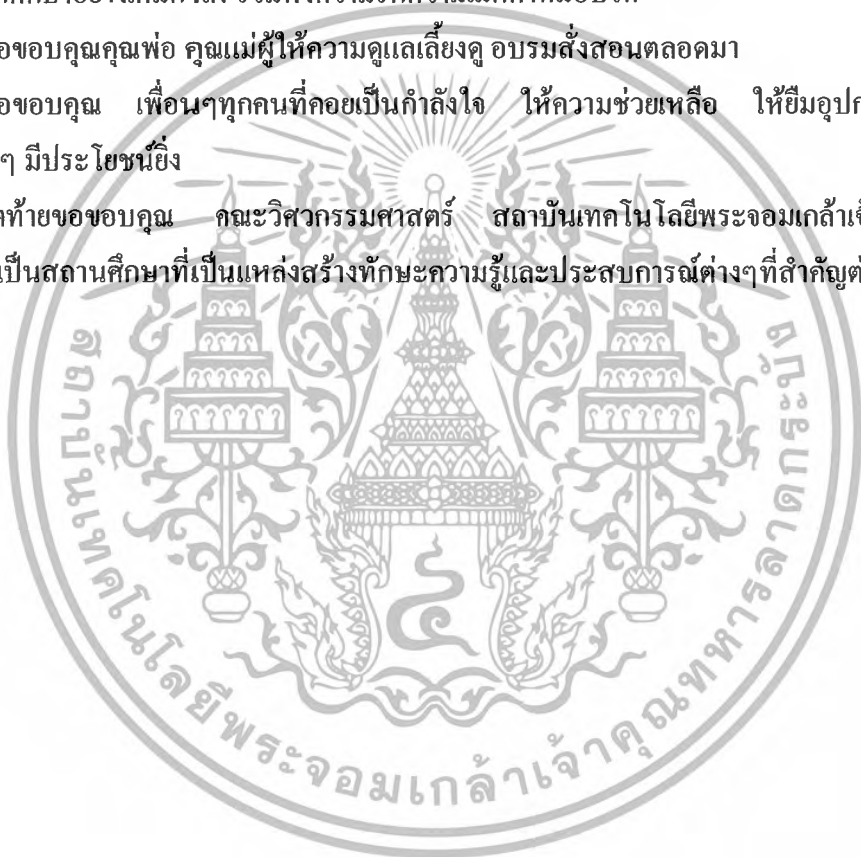 อขอบคุณคุณพ่อ คุณแม่ผู้ให้ความดูแลเลี้ยงดู อบรมสั่งสอนตลอดมา
อขอบคุณ เพื่อนๆทุกคนที่คอยเป็นกำลังใจ ให้ความช่วยเหลือ ให้ยืมอุป
ๆ มีประโยชน์ยิ่ง
ท้ายขอขอบคุณ คณะวิศวกรรมศาสตร์ สถาบันเทคโนโลยีพระจอมเกล้าเจ้
เป็นสถานศึกษาที่เป็นแหล่งสร้างทักษะความรู้และประสบการณ์ต่างๆที่สำคัญต่
สถาบันเทคโนโลยีพระจอมเกล้าเจ้าคุณทหารลาดกระบัง
๔